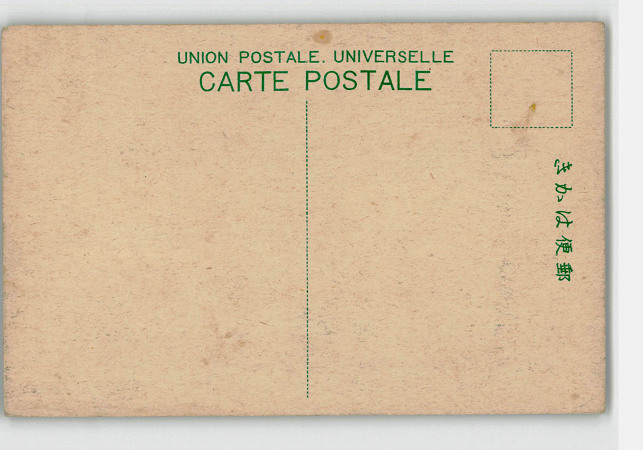 UNION POSTALE. UNIVERSELLE
CARTE POSTALE
きかは便郵